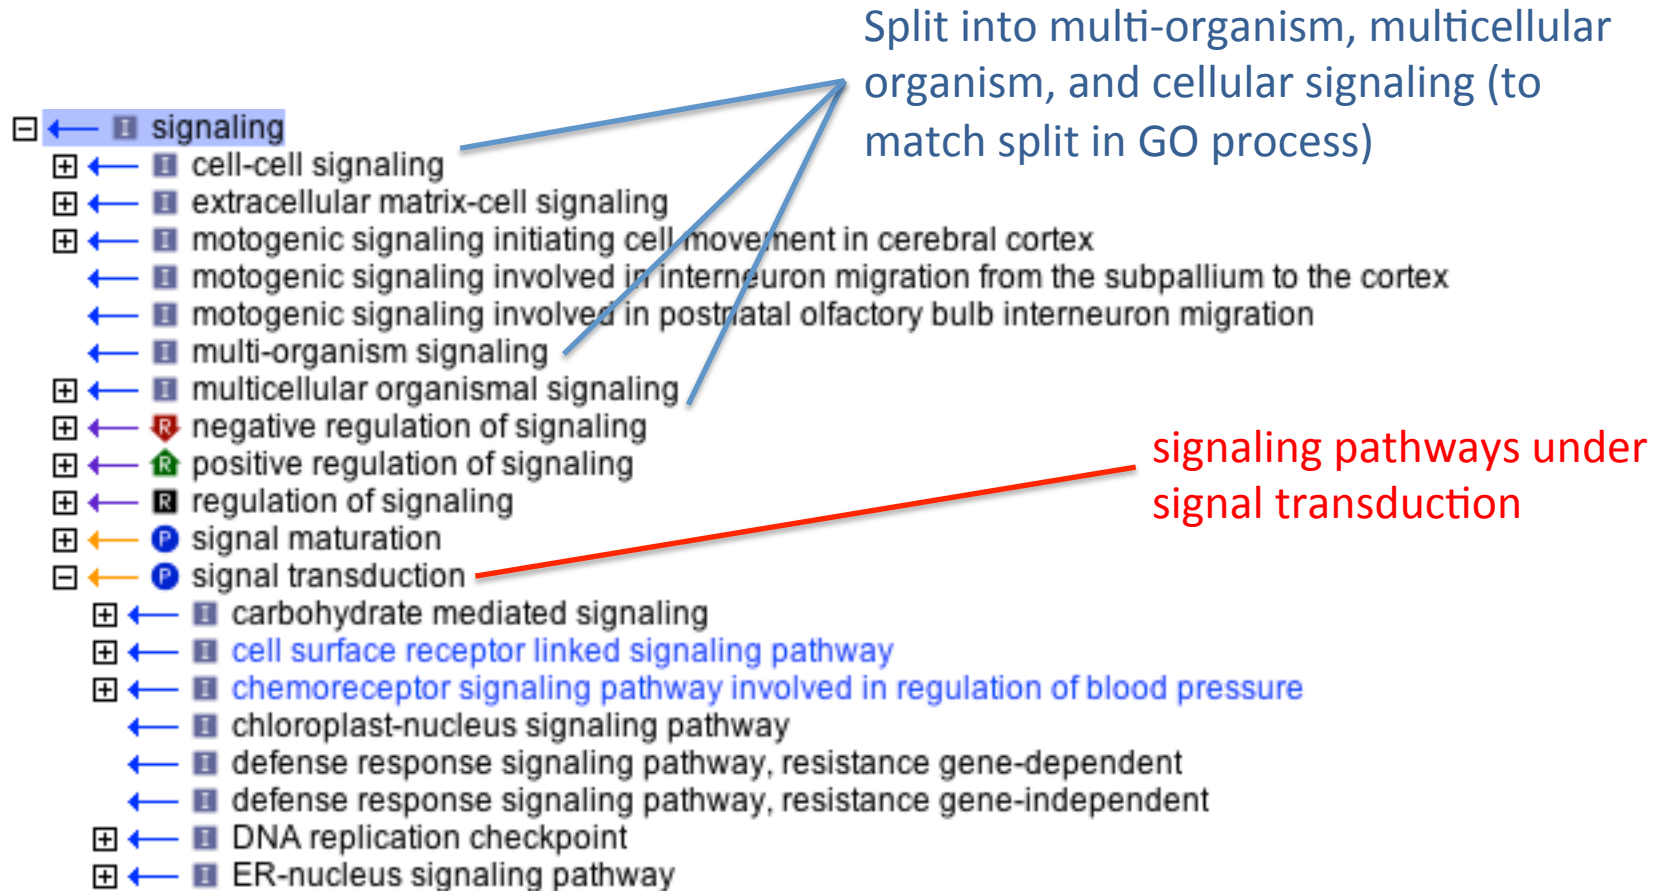 Split into multi-organism, multicellular
organism, and cellular signaling (to
match split in GO process)
I signaling
I cell-cell signaling
I extracellular matrix-cell signaling
I motogenic signaling initiating cell movement in cerebral cortex
I motogenic signaling involved in interneuron migration from the subpallium to the cortex
I motogenic signaling involved in postnatal olfactory bulb interneuron migration
I multi-organism signaling
I multicellular organismal signaling
R negative regulation of signaling
R positive regulation of signaling
R regulation of signaling
P signal maturation
P signal transduction
signaling pathways under
signal transduction
I carbohydrate mediated signaling
I cell surface receptor linked signaling pathway
I chemoreceptor signaling pathway involved in regulation of blood pressure
I chloroplast-nucleus signaling pathway
I defense response signaling pathway, resistance gene-dependent
I defense response signaling pathway, resistance gene-independent
I DNA replication checkpoint
I ER-nucleus signaling pathway